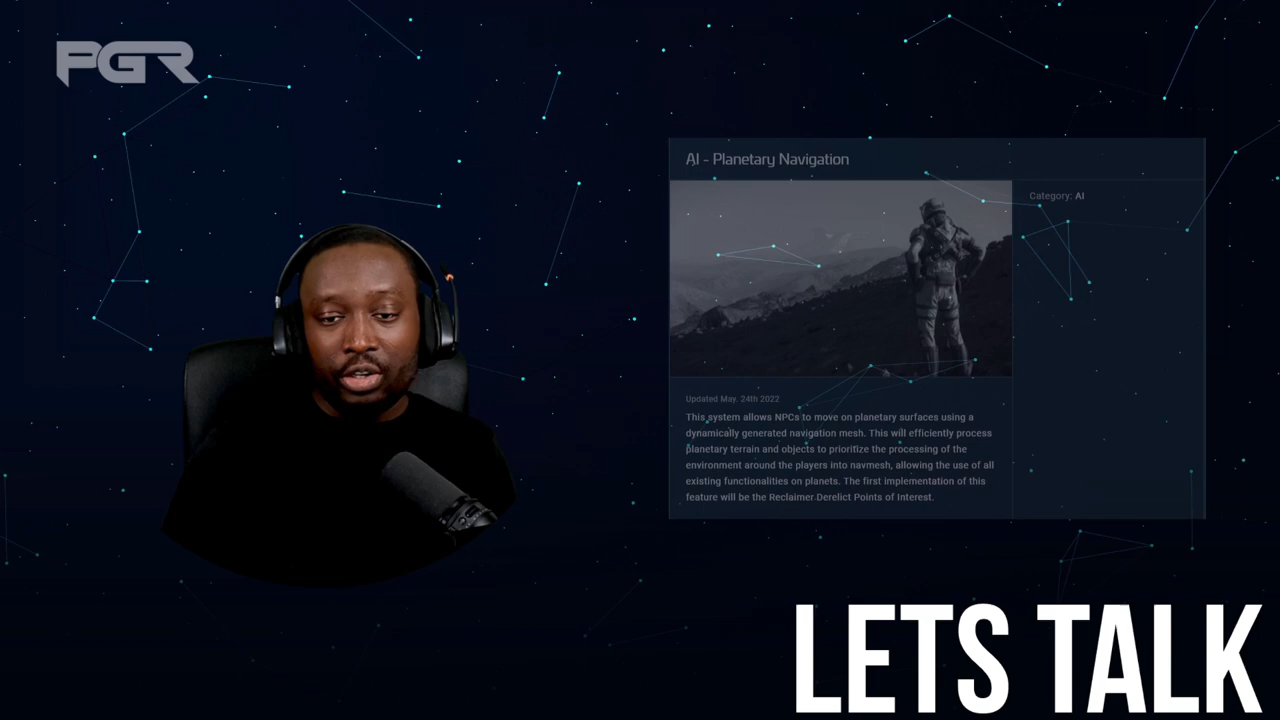 PGR
AI - Planetary Navigation
Category: AI
Updated May. 24th 2022
This system allows NPCs to move on planetary surfaces using a
dynamically generated navigation mesh. This will efficiently process
planetary terrain and objects to prioritize the processing of the
environment around the players into navmesh, allowing the use of all
existing functionalities on planets. The first implementation of this
feature will be the Reclaimer Derelict Points of Interest.
LETS TALK